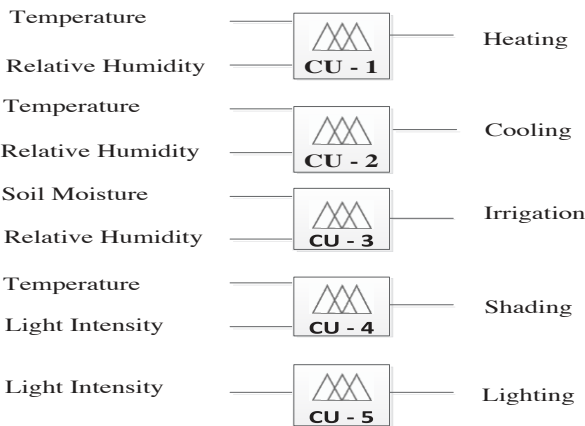 Temperature
Relative Humidity
CU - 1
Heating
Temperature
Relative Humidity
CU - 2
Cooling
Soil Moisture
Relative Humidity
CU - 3
Irrigation
Temperature
Light Intensity
CU - 4
Shading
Light Intensity
CU - 5
Lighting